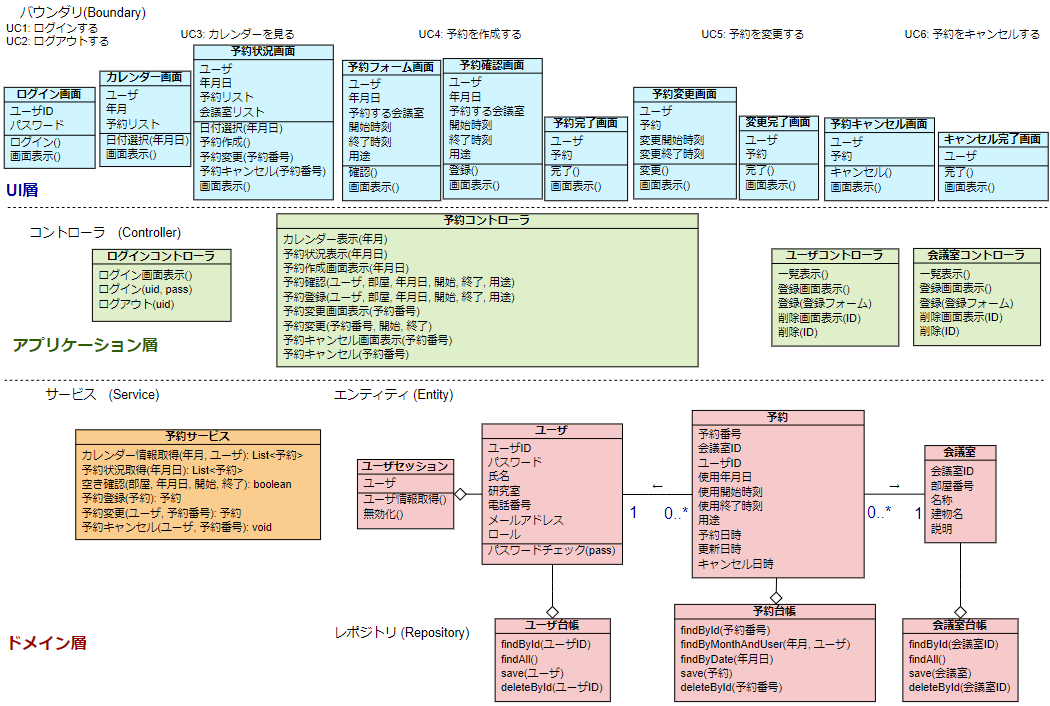 バウンダリ(Boundary)
UC1: ログインする
UC2: ログアウトする
UC3: カレンダーを見る
UC4: 予約を作成する
UC5: 予約を変更する
UC6: 予約をキャンセルする
ログイン画面
ユーザID
パスワード
ログイン()
画面表示()
カレンダー画面
ユーザ
年月
予約リスト
日付選択(年月日)
画面表示()
予約状況画面
ユーザ
年月日
予約リスト
会議室リスト
日付選択(年月日)
予約作成()
予約変更(予約番号)
予約キャンセル(予約番号)
画面表示()
予約フォーム画面
ユーザ
年月日
予約する会議室
開始時刻
終了時刻
用途
確認()
画面表示()
予約確認画面
ユーザ
年月日
予約する会議室
開始時刻
終了時刻
用途
登録()
画面表示()
予約完了画面
ユーザ
予約
完了()
画面表示()
予約変更画面
ユーザ
予約
変更開始時刻
変更終了時刻
変更()
画面表示()
変更完了画面
ユーザ
予約
完了()
画面表示()
予約キャンセル画面
ユーザ
予約
キャンセル()
画面表示()
キャンセル完了画面
ユーザ
完了()
画面表示()
UI層
コントローラ (Controller)
ログインコントローラ
ログイン画面表示()
ログイン(uid, pass)
ログアウト(uid)
予約コントローラ
カレンダー表示(年月)
予約状況表示(年月日)
予約作成画面表示(年月日)
予約確認(ユーザ, 部屋, 年月日, 開始, 終了, 用途)
予約登録(ユーザ, 部屋, 年月日, 開始, 終了, 用途)
予約変更画面表示(予約番号)
予約変更(予約番号, 開始, 終了)
予約キャンセル画面表示(予約番号)
予約キャンセル(予約番号)
ユーザコントローラ
一覧表示()
登録画面表示()
登録(登録フォーム)
削除画面表示(ID)
削除(ID)
会議室コントローラ
一覧表示()
登録画面表示()
登録(登録フォーム)
削除画面表示(ID)
削除(ID)
アプリケーション層
サービス (Service)
エンティティ (Entity)
予約サービス
カレンダー情報取得(年月, ユーザ): List<予約>
予約状況取得(年月日): List<予約>
空き確認(部屋, 年月日, 開始, 終了): boolean
予約登録(予約): 予約
予約変更(ユーザ, 予約番号): 予約
予約キャンセル(ユーザ, 予約番号): void
ユーザセッション
ユーザ
ユーザ情報取得()
無効化()
ユーザ
ユーザID
パスワード
氏名
研究室
電話番号
メールアドレス
ロール
パスワードチェック(pass)
←
1 0..*
予約
予約番号
会議室ID
ユーザID
使用年月日
使用開始時刻
使用終了時刻
用途
予約日時
更新日時
キャンセル日時
→
0..* 1
会議室
会議室ID
部屋番号
名称
建物名
説明
ドメイン層
レポジトリ (Repository)
ユーザ台帳
findById(ユーザID)
findAll()
save(ユーザ)
deleteById(ユーザID)
予約台帳
findById(予約番号)
findByMonthAndUser(年月, ユーザ)
findByDate(年月日)
save(予約)
deleteById(予約番号)
会議室台帳
findById(会議室ID)
findAll()
save(会議室)
deleteById(会議室ID)